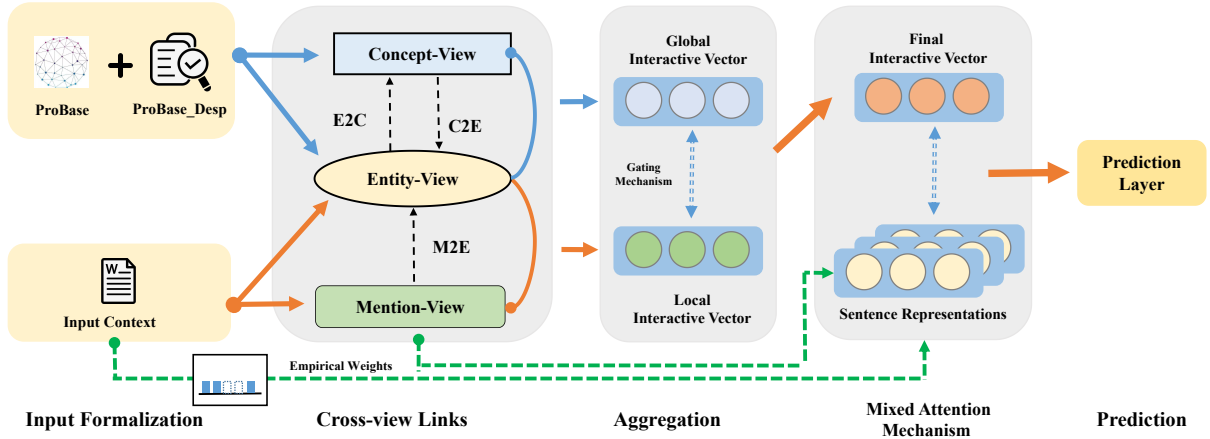 ProBase
ProBase_Desp
W
Input Context
Concept-View
E2C
C2E
Entity-View
M2E
Mention-View
Global
Interactive Vector
Gating
Mechanism
Local
Interactive Vector
Final
Interactive Vector
Sentence Representations
Prediction
Layer
Empirical Weights
Input Formalization
Cross-view Links
Aggregation
Mixed Attention
Mechanism
Prediction